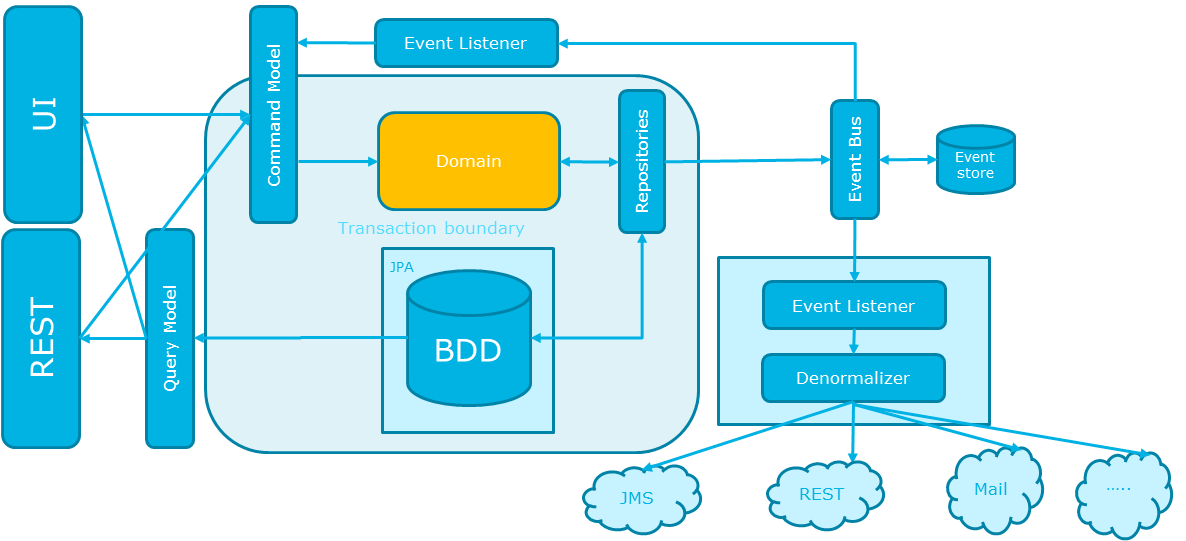 UI
REST
Command Model
Query Model
Event Listener
Domain
Repositories
Transaction boundary
JPA
BDD
Event Bus
Event
store
Event Listener
Denormalizer
JMS
REST
Mail
.....